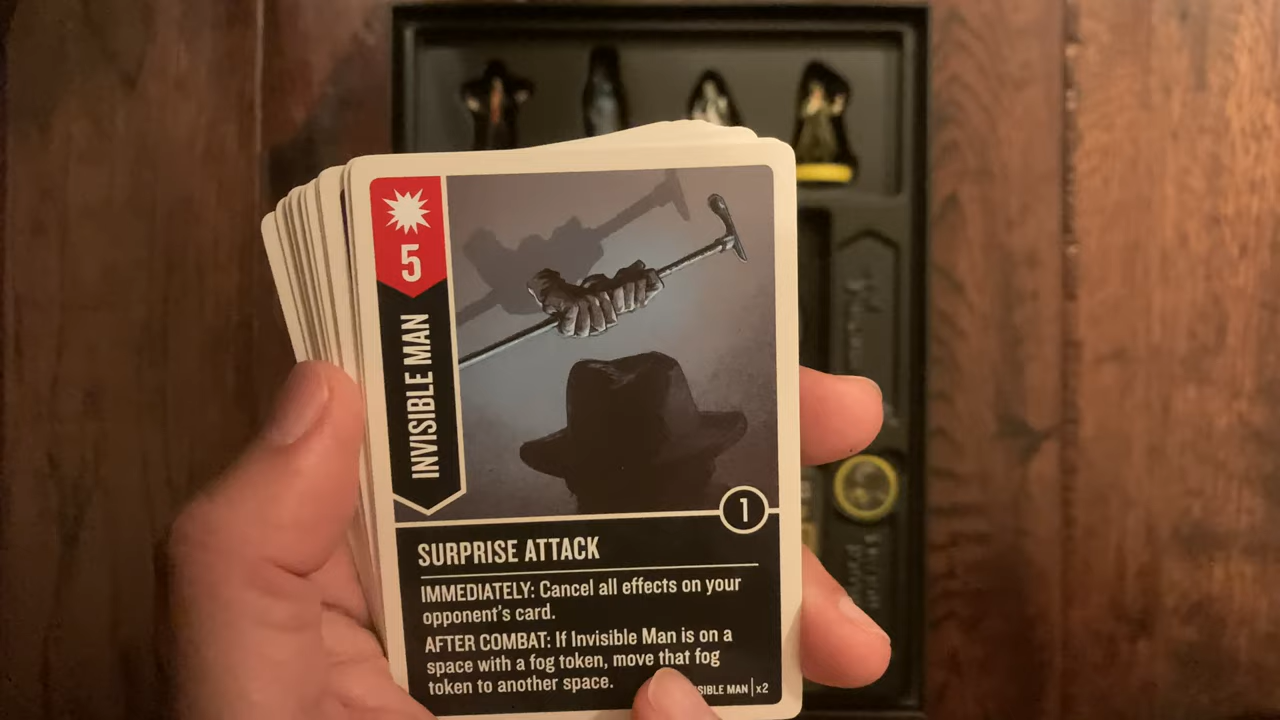 5
INVISIBLE MAN
1
SURPRISE ATTACK
IMMEDIATELY: Cancel all effects on your
opponent's card.
AFTER COMBAT: If Invisible Man is on a
space with a fog token, move that fog
token to another space.
MAN x2